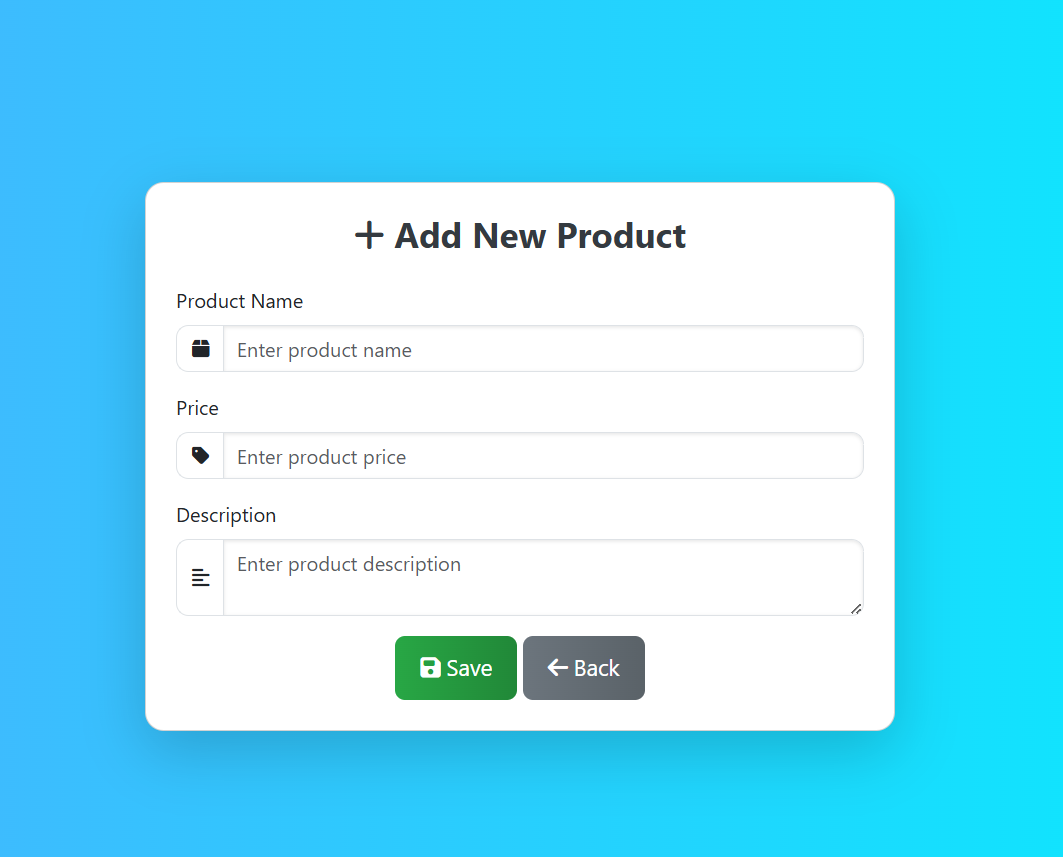 Add New Product
Product Name
Enter product name
Price
Enter product price
Description
Enter product description
Save
Back